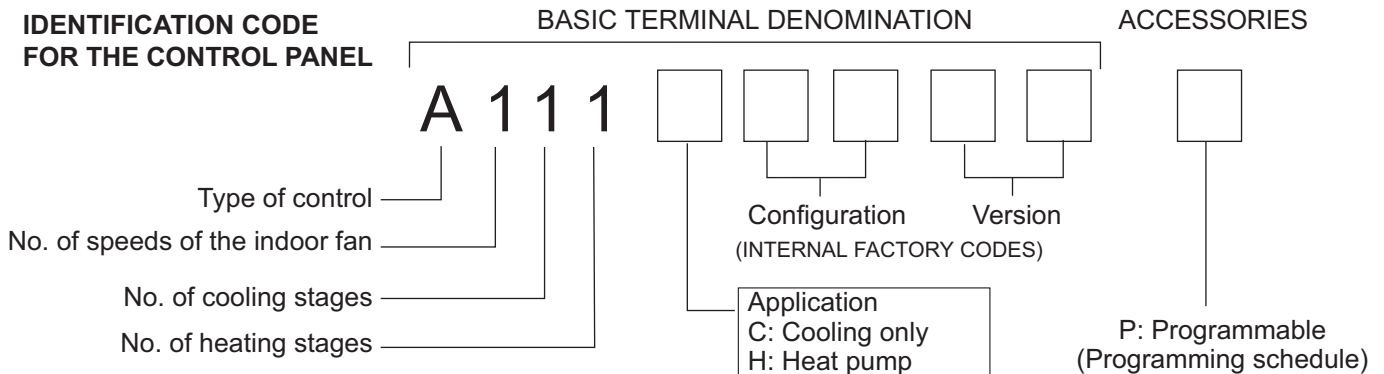 IDENTIFICATION CODE
FOR THE CONTROL PANEL
BASIC TERMINAL DENOMINATION
ACCESSORIES
A 1 1 1
Type of control
No. of speeds of the indoor fan
No. of cooling stages
No. of heating stages
Configuration
Version
(INTERNAL FACTORY CODES)
Application
C: Cooling only
H: Heat pump
P: Programmable
(Programming schedule)